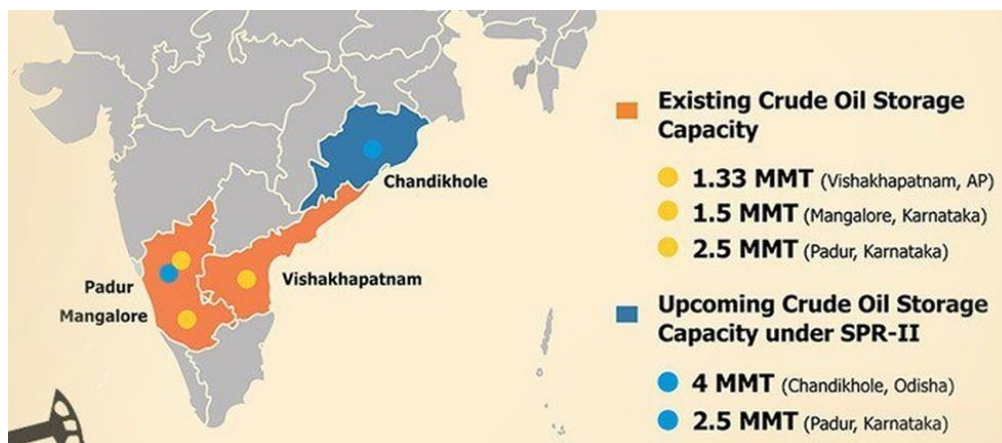 Existing Crude Oil Storage
Capacity
1.33 MMT (Vishakhapatnam, AP)
1.5 MMT (Mangalore, Karnataka)
2.5 MMT (Padur, Karnataka)
Upcoming Crude Oil Storage
Capacity under SPR-II
4 MMT (Chandikhole, Odisha)
2.5 MMT (Padur, Karnataka)
Chandikhole
Vishakhapatnam
Padur
Mangalore